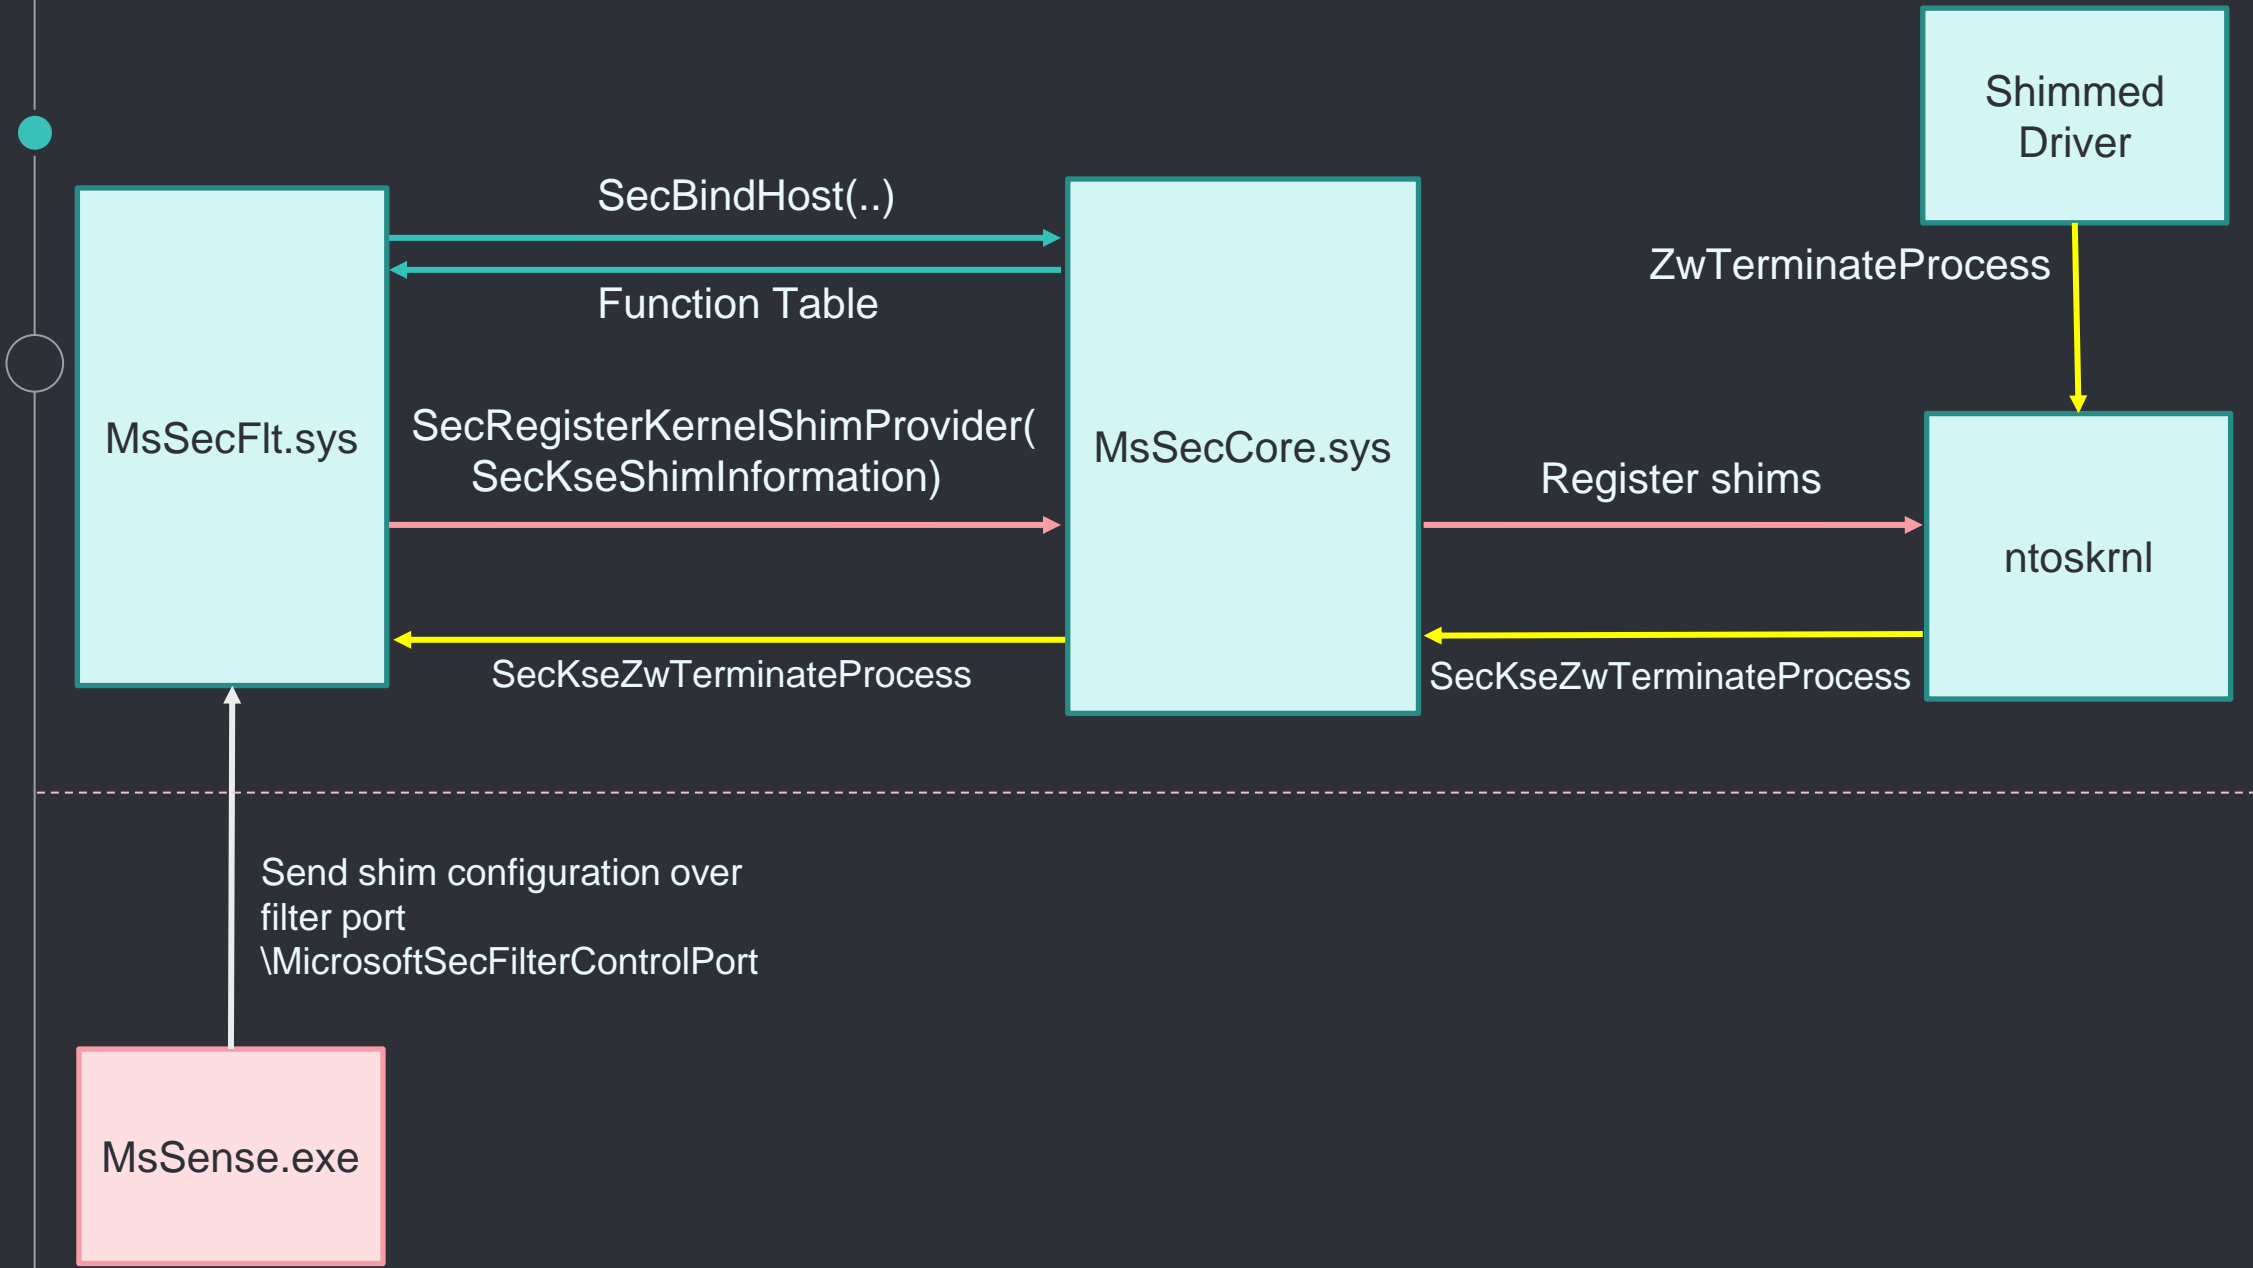 Shimmed
Driver
SecBindHost(..)
Function Table
ZwTerminateProcess
MsSecFlt.sys
SecRegisterKernelShimProvider(
SecKseShimInformation)
MsSecCore.sys
Register shims
ntoskrnl
SecKseZwTerminateProcess
SecKseZwTerminateProcess
Send shim configuration over
filter port
\MicrosoftSecFilterControlPort
MsSense.exe